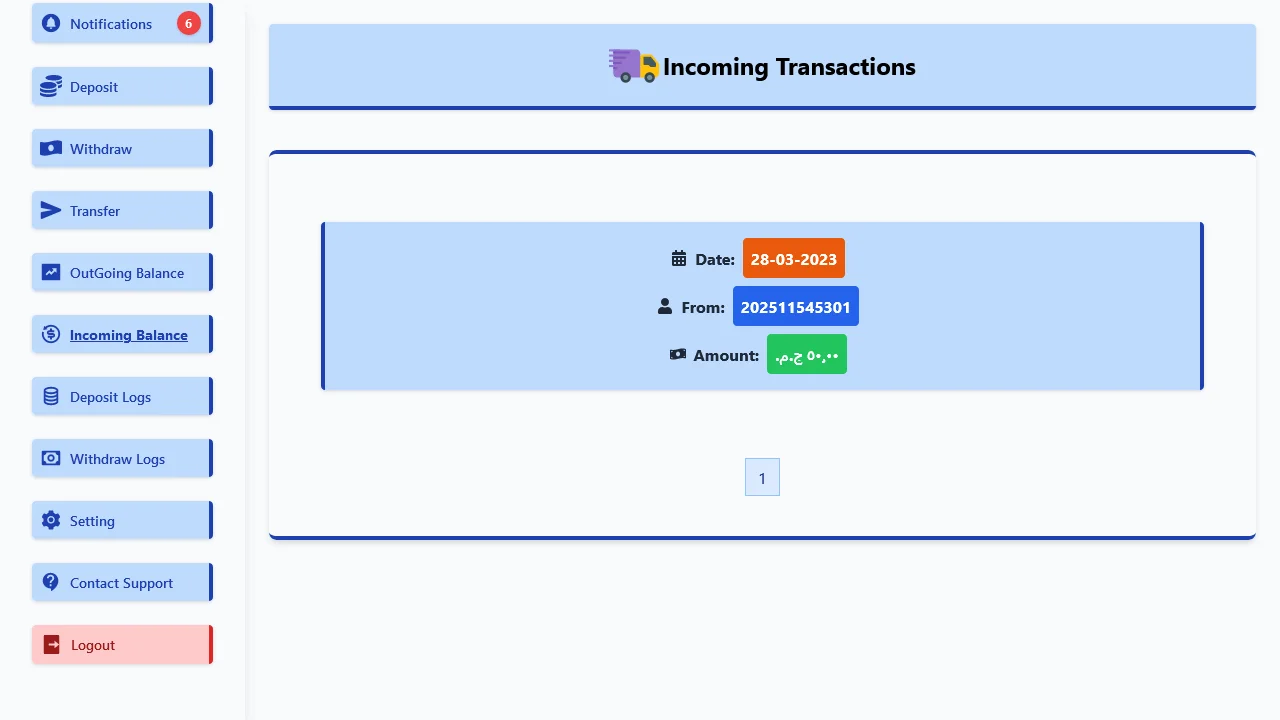 Notifications 6
Deposit
Withdraw
Transfer
OutGoing Balance
Incoming Balance
Deposit Logs
Withdraw Logs
Setting
Contact Support
Logout
Incoming Transactions
Date: 28-03-2023
From: 202511545301
Amount: ٥٠٫٠٠ ج.م.
1